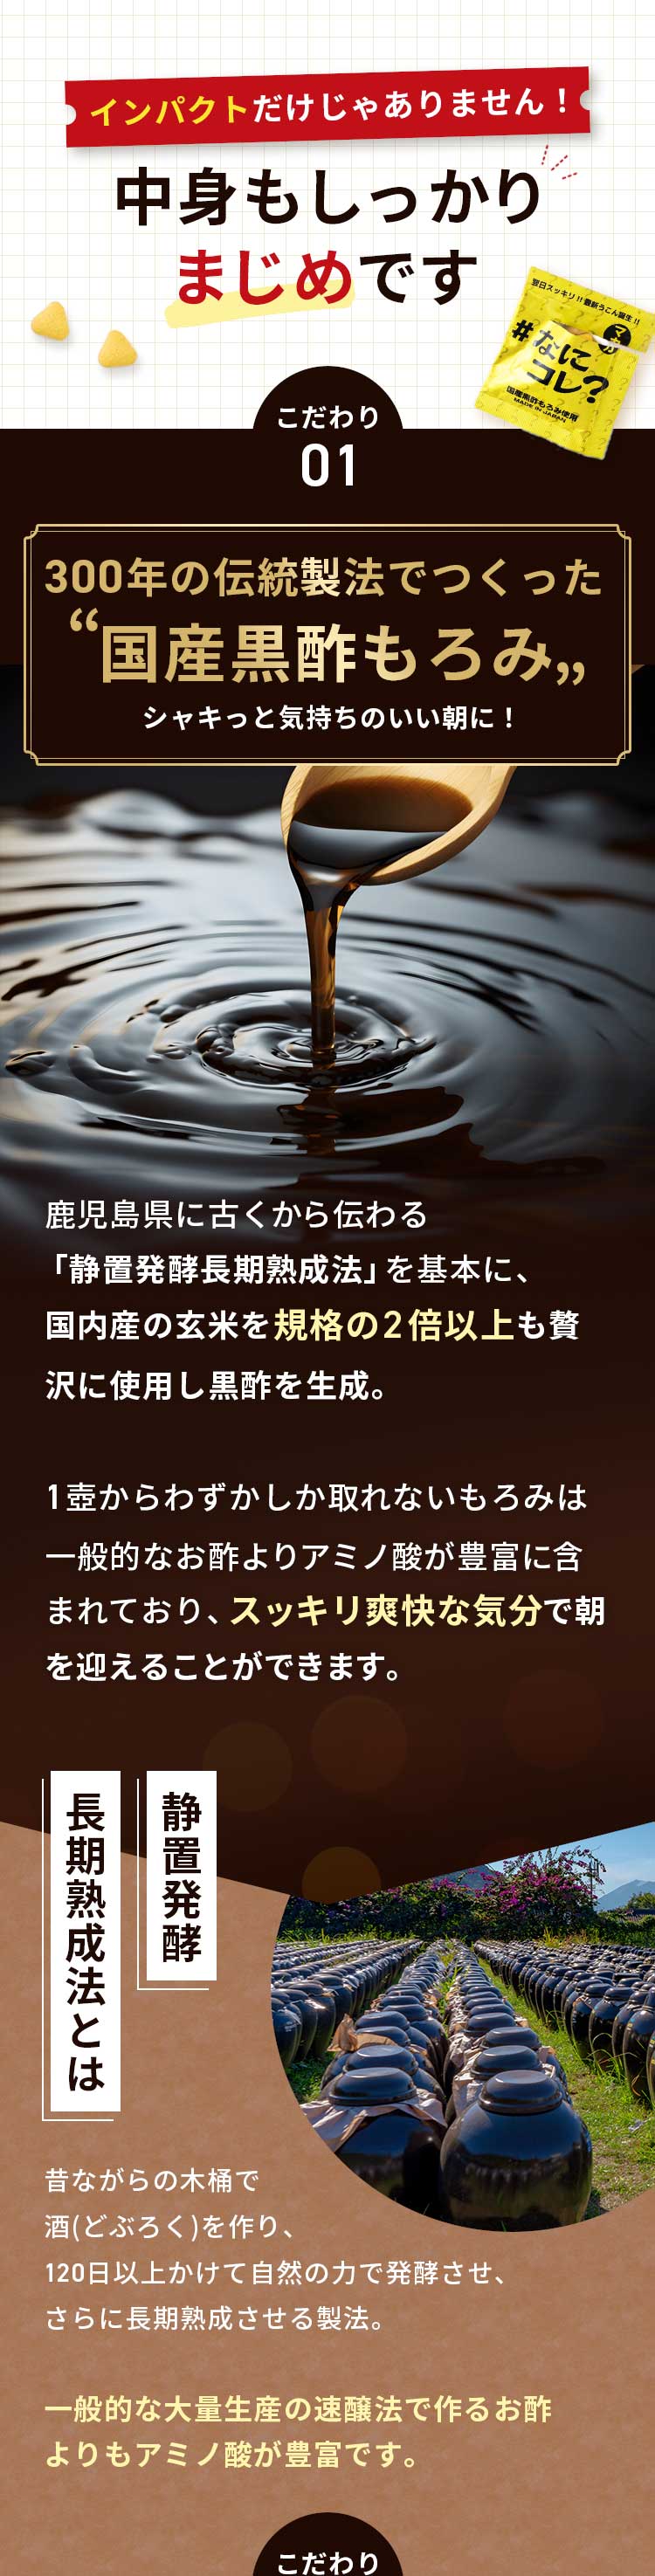 インパクトだけじゃありません！
中身もしっかり
まじめです
翌日スッキリ!!最新うこん誕生!!
#なに
コレ?
マカ
国産黒酢もろみ使用
MADE IN JAPAN
こだわり
01
300年の伝統製法でつくった
“国産黒酢もろみ”
シャキっと気持ちのいい朝に！
鹿児島県に古くから伝わる
「静置発酵長期熟成法」を基本に、
国内産の玄米を規格の2倍以上も贅
沢に使用し黒酢を生成。
1壺からわずかしか取れないもろみは
一般的なお酢よりアミノ酸が豊富に含
まれており、スッキリ爽快な気分で朝
を迎えることができます。
静置発酵
長期熟成法とは
昔ながらの木桶で
酒(どぶろく)を作り、
120日以上かけて自然の力で発酵させ、
さらに長期熟成させる製法。
一般的な大量生産の速醸法で作るお酢
よりもアミノ酸が豊富です。
こだわり